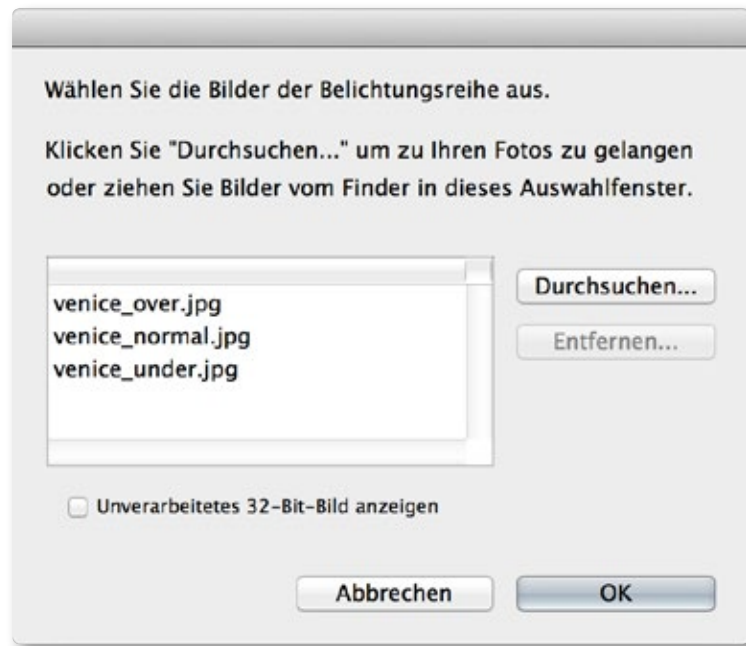 Wählen Sie die Bilder der Belichtungsreihe aus.
Klicken Sie "Durchsuchen..." um zu Ihren Fotos zu gelangen
oder ziehen Sie Bilder vom Finder in dieses Auswahlfenster.
venice_over.jpg
venice_normal.jpg
venice_under.jpg
Durchsuchen...
Entfernen...
Unverarbeitetes 32-Bit-Bild anzeigen
Abbrechen
OK